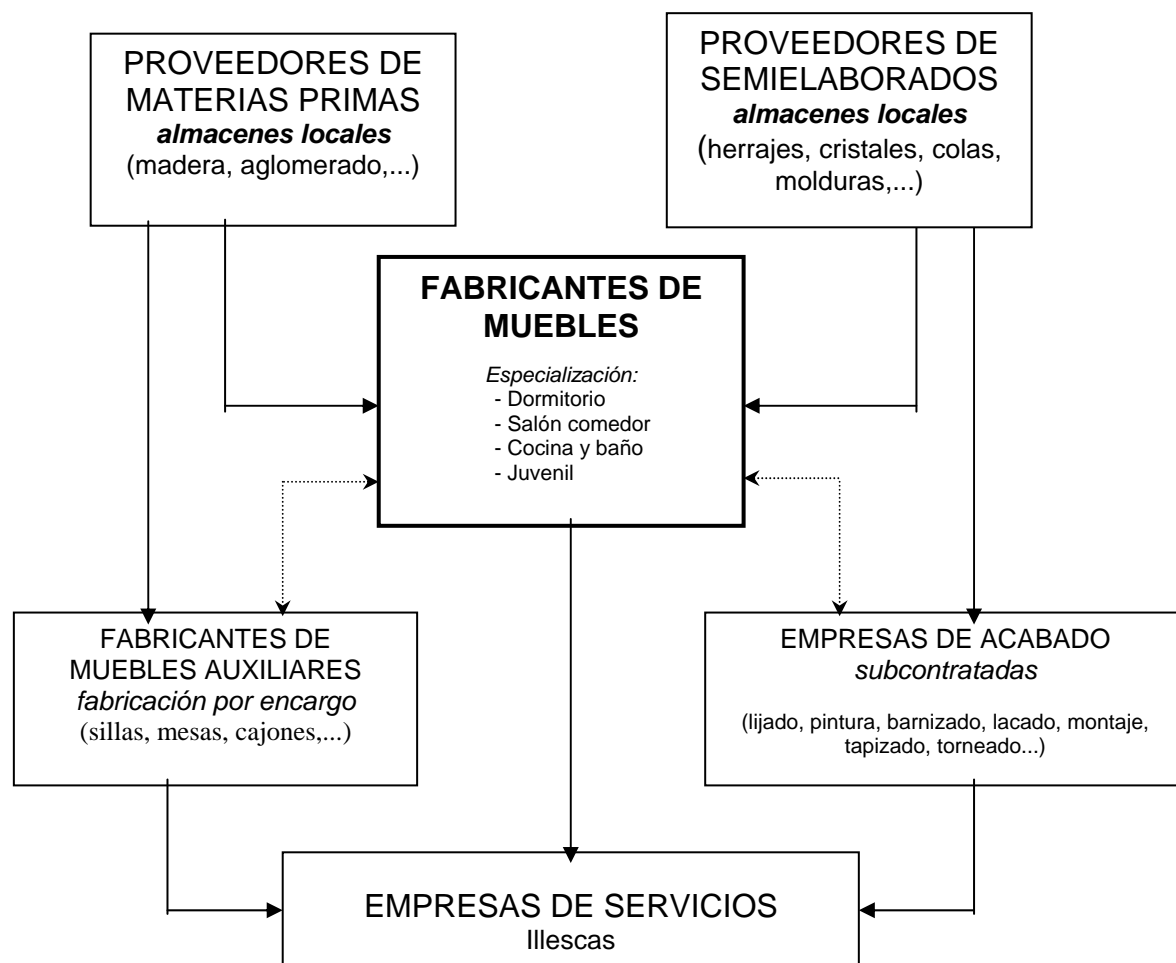 PROVEEDORES DE
MATERIAS PRIMAS
almacenes locales
(madera, aglomerado,...)
PROVEEDORES DE
SEMIELABORADOS
almacenes locales
(herrajes, cristales, colas,
molduras,...)
FABRICANTES DE
MUEBLES
Especialización:
- Dormitorio
- Salón comedor
- Cocina y baño
- Juvenil
FABRICANTES DE
MUEBLES AUXILIARES
fabricación por encargo
(sillas, mesas, cajones,...)
EMPRESAS DE ACABADO
subcontratadas
(lijado, pintura, barnizado, lacado, montaje,
tapizado, torneado...)
EMPRESAS DE SERVICIOS
Illescas